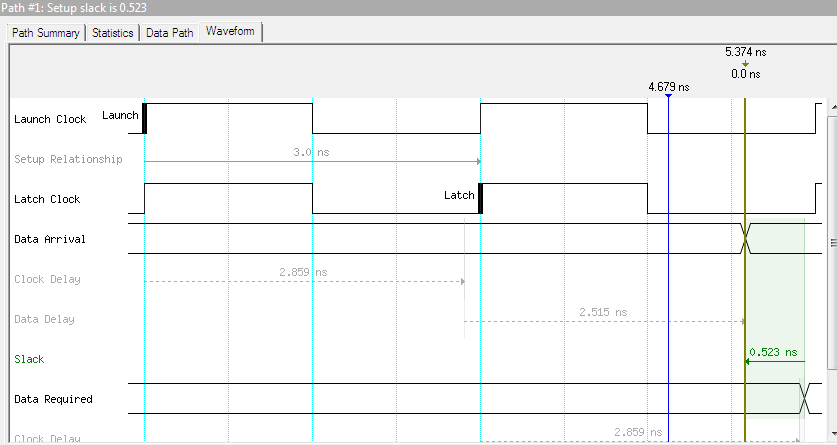 Path #1: Setup slack is 0.523
Path Summary Statistics Data Path Waveform
5.374 ns
0.0 ns
4.679 ns
Launch Clock Launch
Setup Relationship 3.0 ns
Latch Clock Latch
Data Arrival
Clock Delay 2.859 ns
Data Delay 2.515 ns
Slack 0.523 ns
Data Required
Clock Delay 2.859 ns